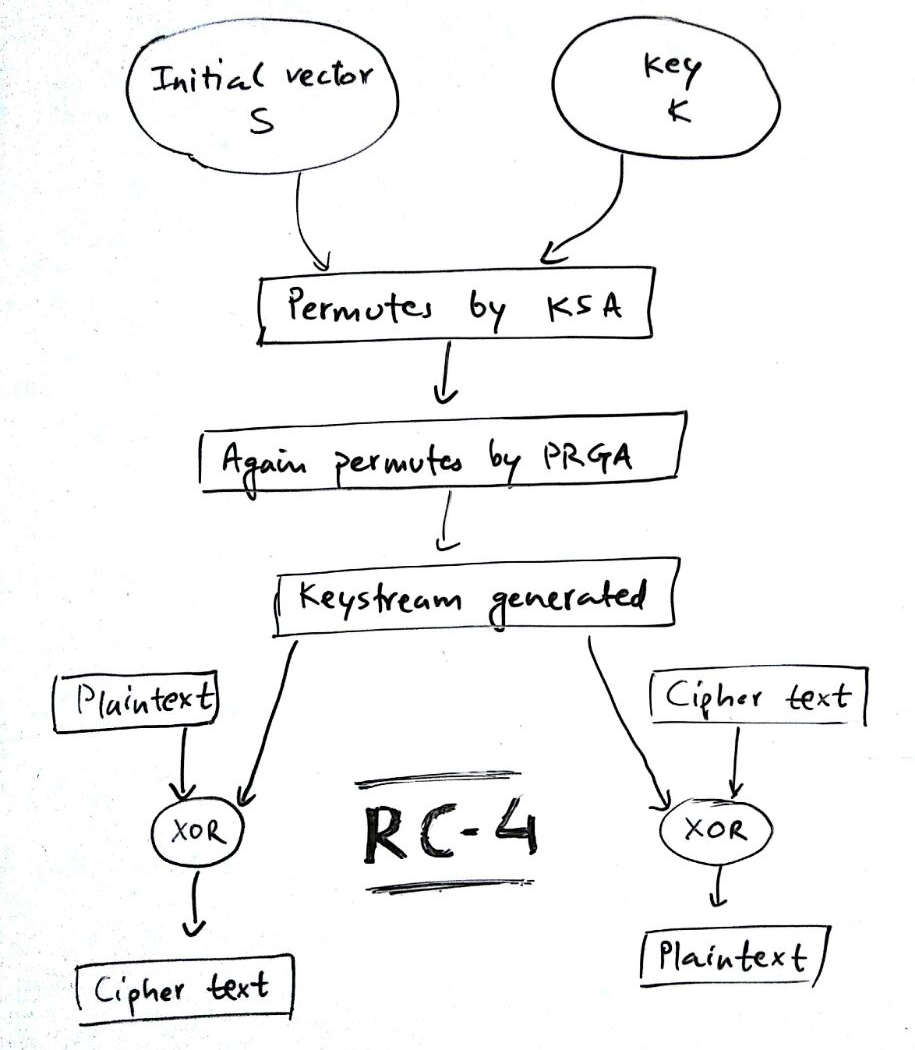 Initial vector
S
Key
K
Permutes by KSA
Again permutes by PRGA
Keystream generated
Plaintext
Cipher text
XOR
RC-4
XOR
Cipher text
Plaintext